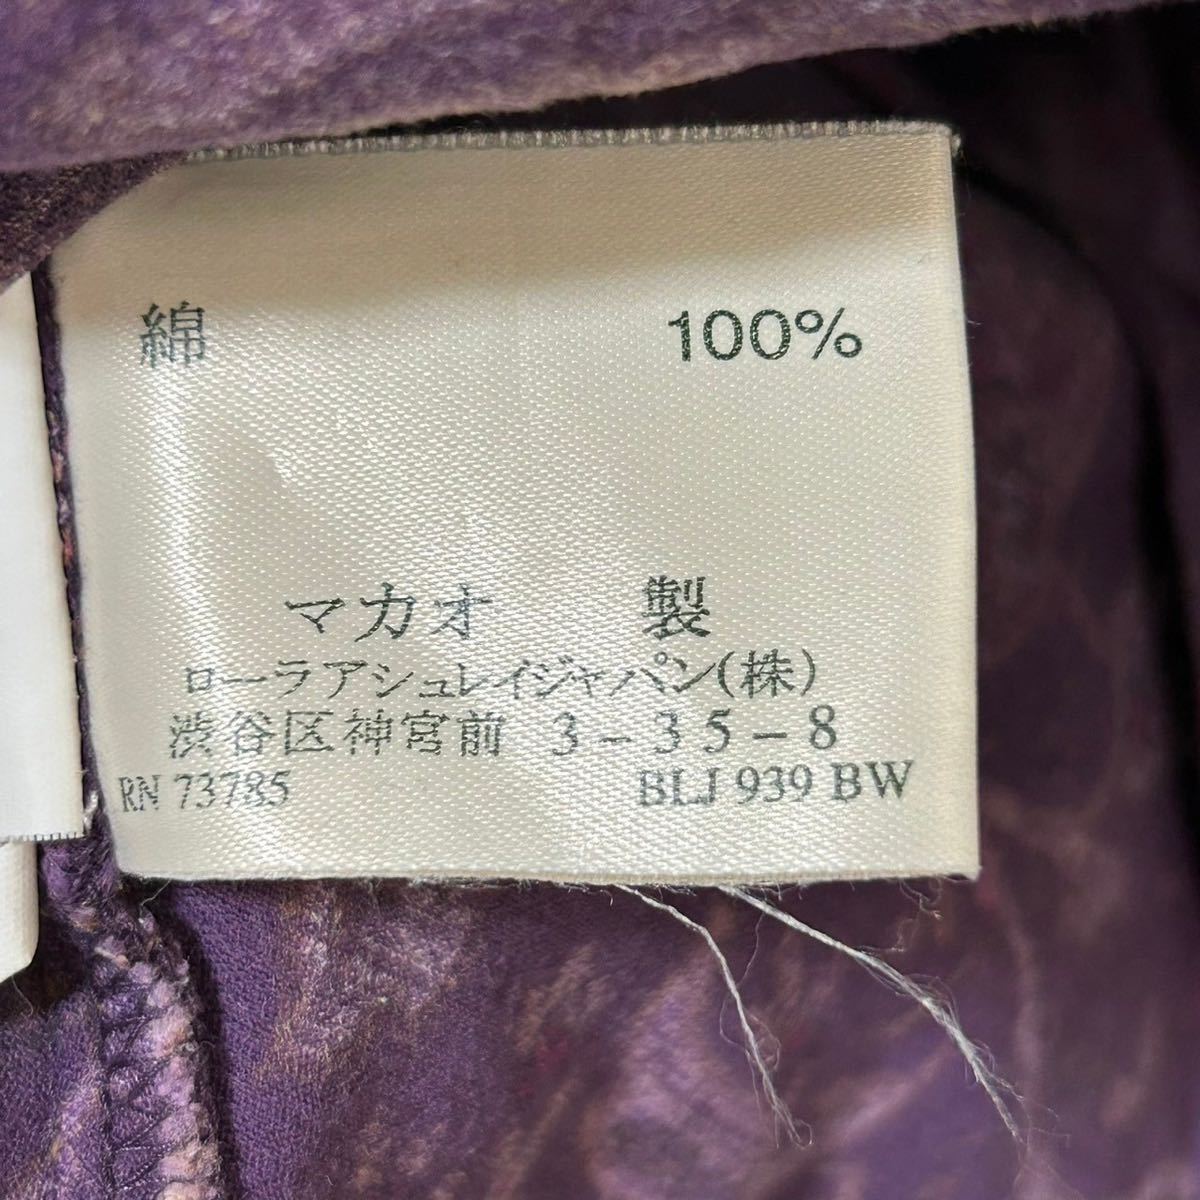 綿 100%
マカオ 製
ローラアシュレイジャパン(株)
渋谷区神宮前 3-35-8
RN 73785 BLJ 939 BW